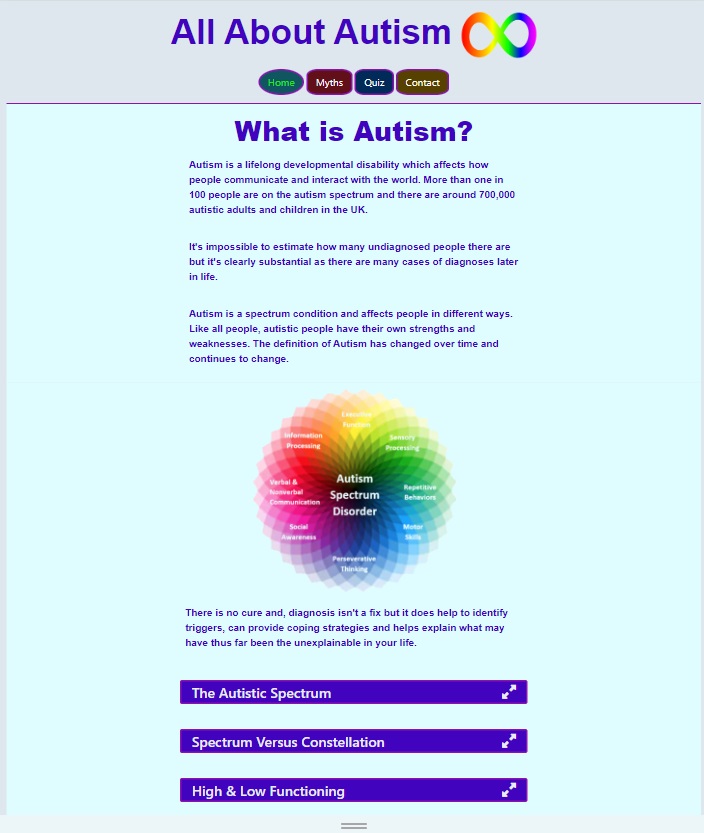 All About Autism
Home Myths Quiz Contact
What is Autism?
Autism is a lifelong developmental disability which affects how
people communicate and interact with the world. More than one in
100 people are on the autism spectrum and there are around 700,000
autistic adults and children in the UK.
It's impossible to estimate how many undiagnosed people there are
but it's clearly substantial as there are many cases of diagnoses later
in life.
Autism is a spectrum condition and affects people in different ways.
Like all people, autistic people have their own strengths and
weaknesses. The definition of Autism has changed over time and
continues to change.
Executive
Function
Information
Processing
Sensory
Processing
Verbal &
Nonverbal
Communication
Autism
Spectrum
Disorder
Repetitive
Behaviors
Social
Awareness
Motor
Skills
Perseverative
Thinking
There is no cure and, diagnosis isn't a fix but it does help to identify
triggers, can provide coping strategies and helps explain what may
have thus far been the unexplainable in your life.
The Autistic Spectrum
Spectrum Versus Constellation
High & Low Functioning